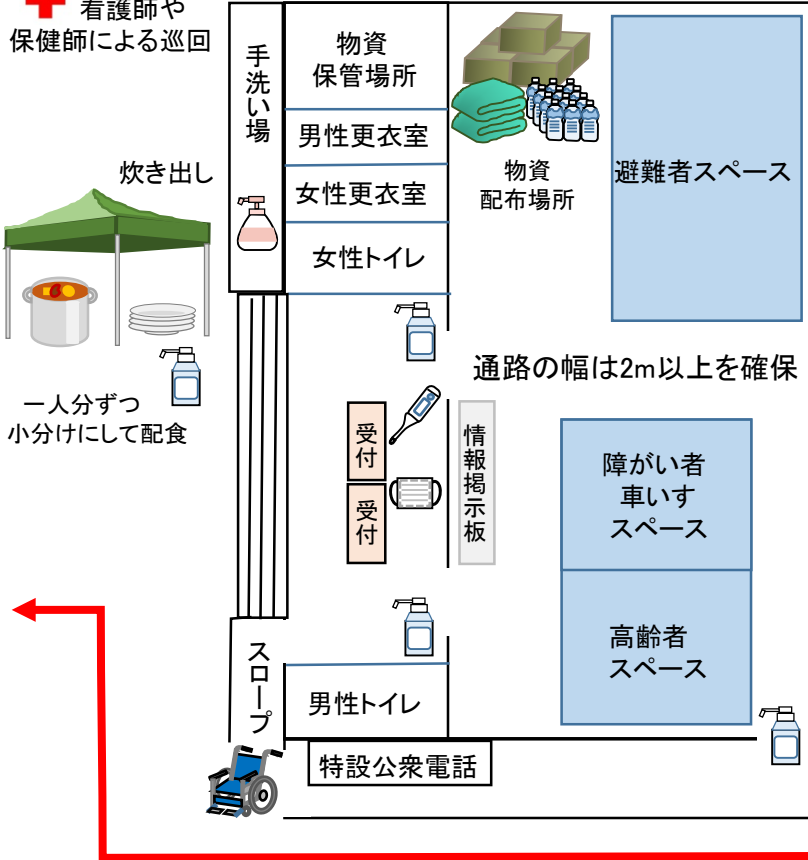 看護師や
保健師による巡回
手洗い場
物資
保管場所
男性更衣室
女性更衣室
女性トイレ
物資
配布場所
避難者スペース
炊き出し
一人分ずつ
小分けにして配食
通路の幅は2m以上を確保
受付
受付
情報掲示板
障がい者
車いす
スペース
高齢者
スペース
スロープ
男性トイレ
特設公衆電話